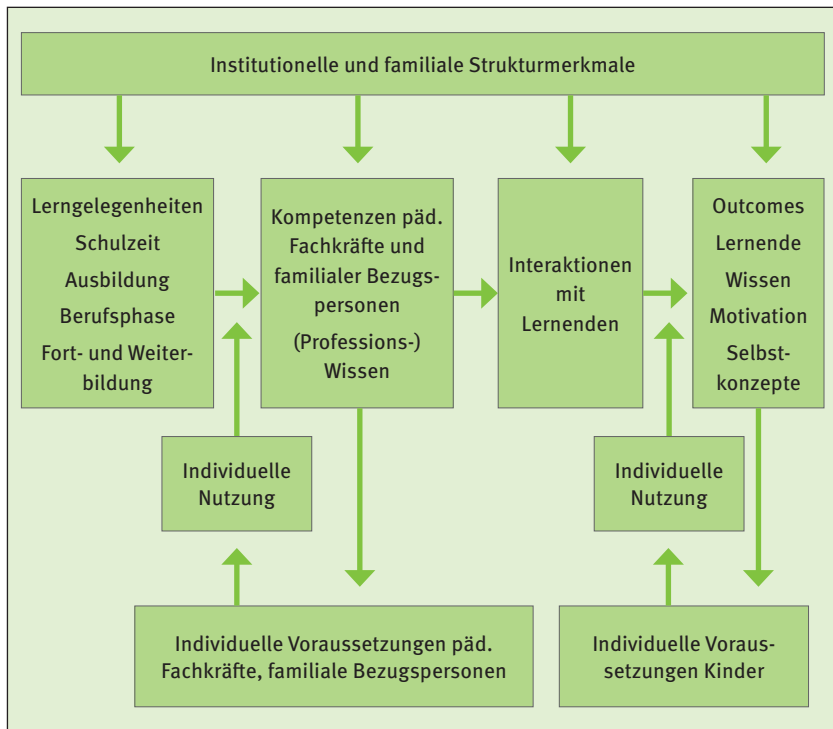 Institutionelle und familiale Strukturmerkmale
Lerngelegenheiten
Schulzeit
Ausbildung
Berufsphase
Fort- und Weiter-
bildung
Kompetenzen päd.
Fachkräfte und
familialer Bezugs-
personen
(Professions-)
Wissen
Interaktionen
mit
Lernenden
Outcomes
Lernende
Wissen
Motivation
Selbst-
konzepte
Individuelle
Nutzung
Individuelle
Nutzung
Individuelle Voraussetzungen päd.
Fachkräfte, familiale Bezugspersonen
Individuelle Voraus-
setzungen Kinder